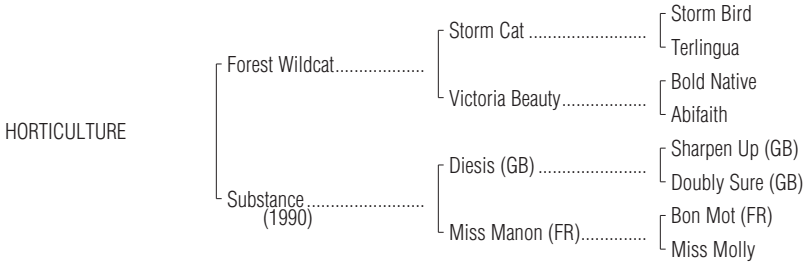 Storm Bird
Storm Cat ........................
Terlingua
Forest Wildcat...................
Bold Native
Victoria Beauty.................
Abifaith
HORTICULTURE
Sharpen Up (GB)
Diesis (GB) ......................
Doubly Sure (GB)
Substance........................
(1990)
Bon Mot (FR)
Miss Manon (FR).............
Miss Molly